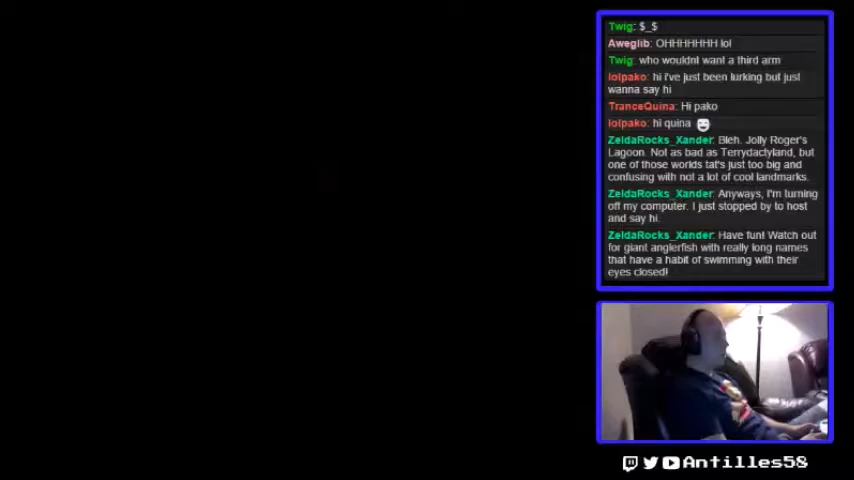 Twig: $_$
Aweglib: OHHHHHHH lol
Twig: who wouldnt want a third arm
lolpako: hi i've just been lurking but just
wanna say hi
TranceQuina: Hi pako
lolpako: hi quina
ZeldaRocks_Xander: Bleh. Jolly Roger's
Lagoon. Not as bad as Terrydactyland, but
one of those worlds tat's just too big and
confusing with not a lot of cool landmarks.
ZeldaRocks_Xander: Anyways, I'm turning
off my computer. I just stopped by to host
and say hi.
ZeldaRocks_Xander: Have fun! Watch out
for giant anglerfish with really long names
that have a habit of swimming with their
eyes closed!
Antilles58